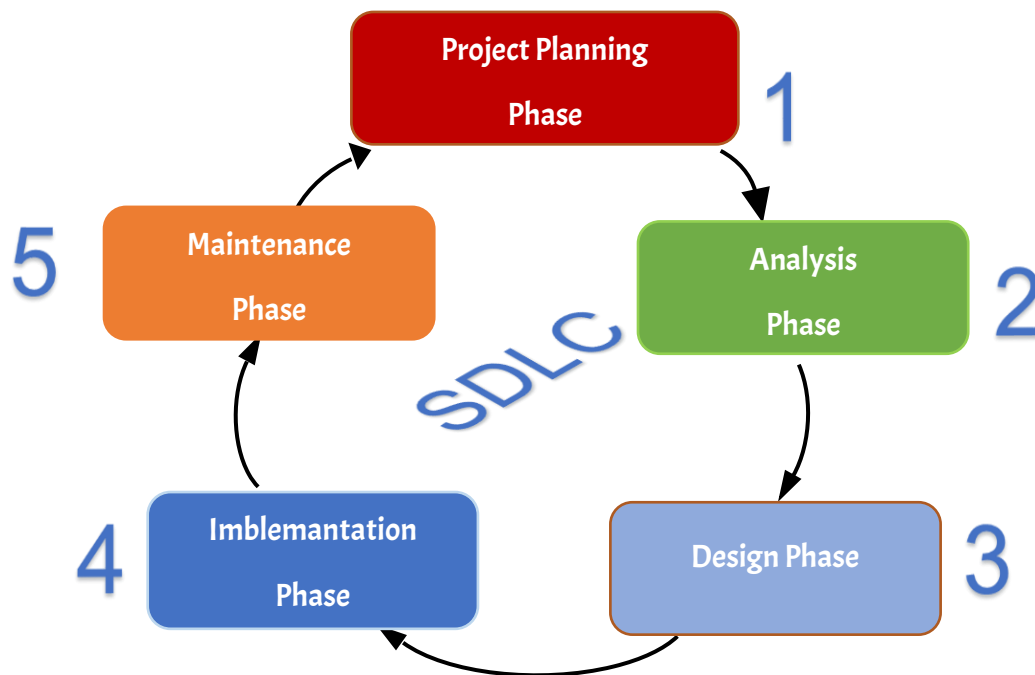 Project Planning
Phase
1
Analysis
Phase
2
Design Phase
3
Imblemantation
Phase
4
Maintenance
Phase
5
SDLC